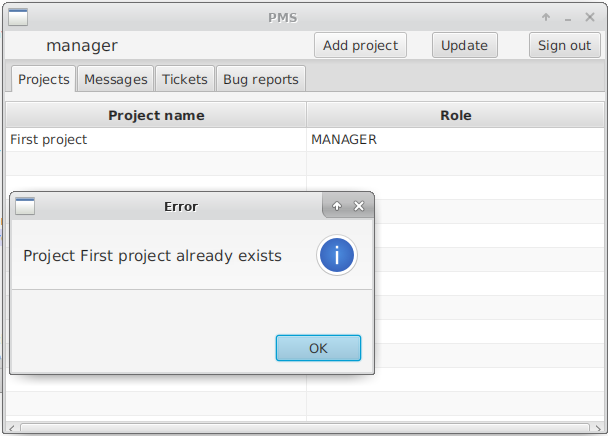 PMS
manager Add project Update Sign out
Projects Messages Tickets Bug reports
Project name Role
First project MANAGER
Error
Project First project already exists
OK